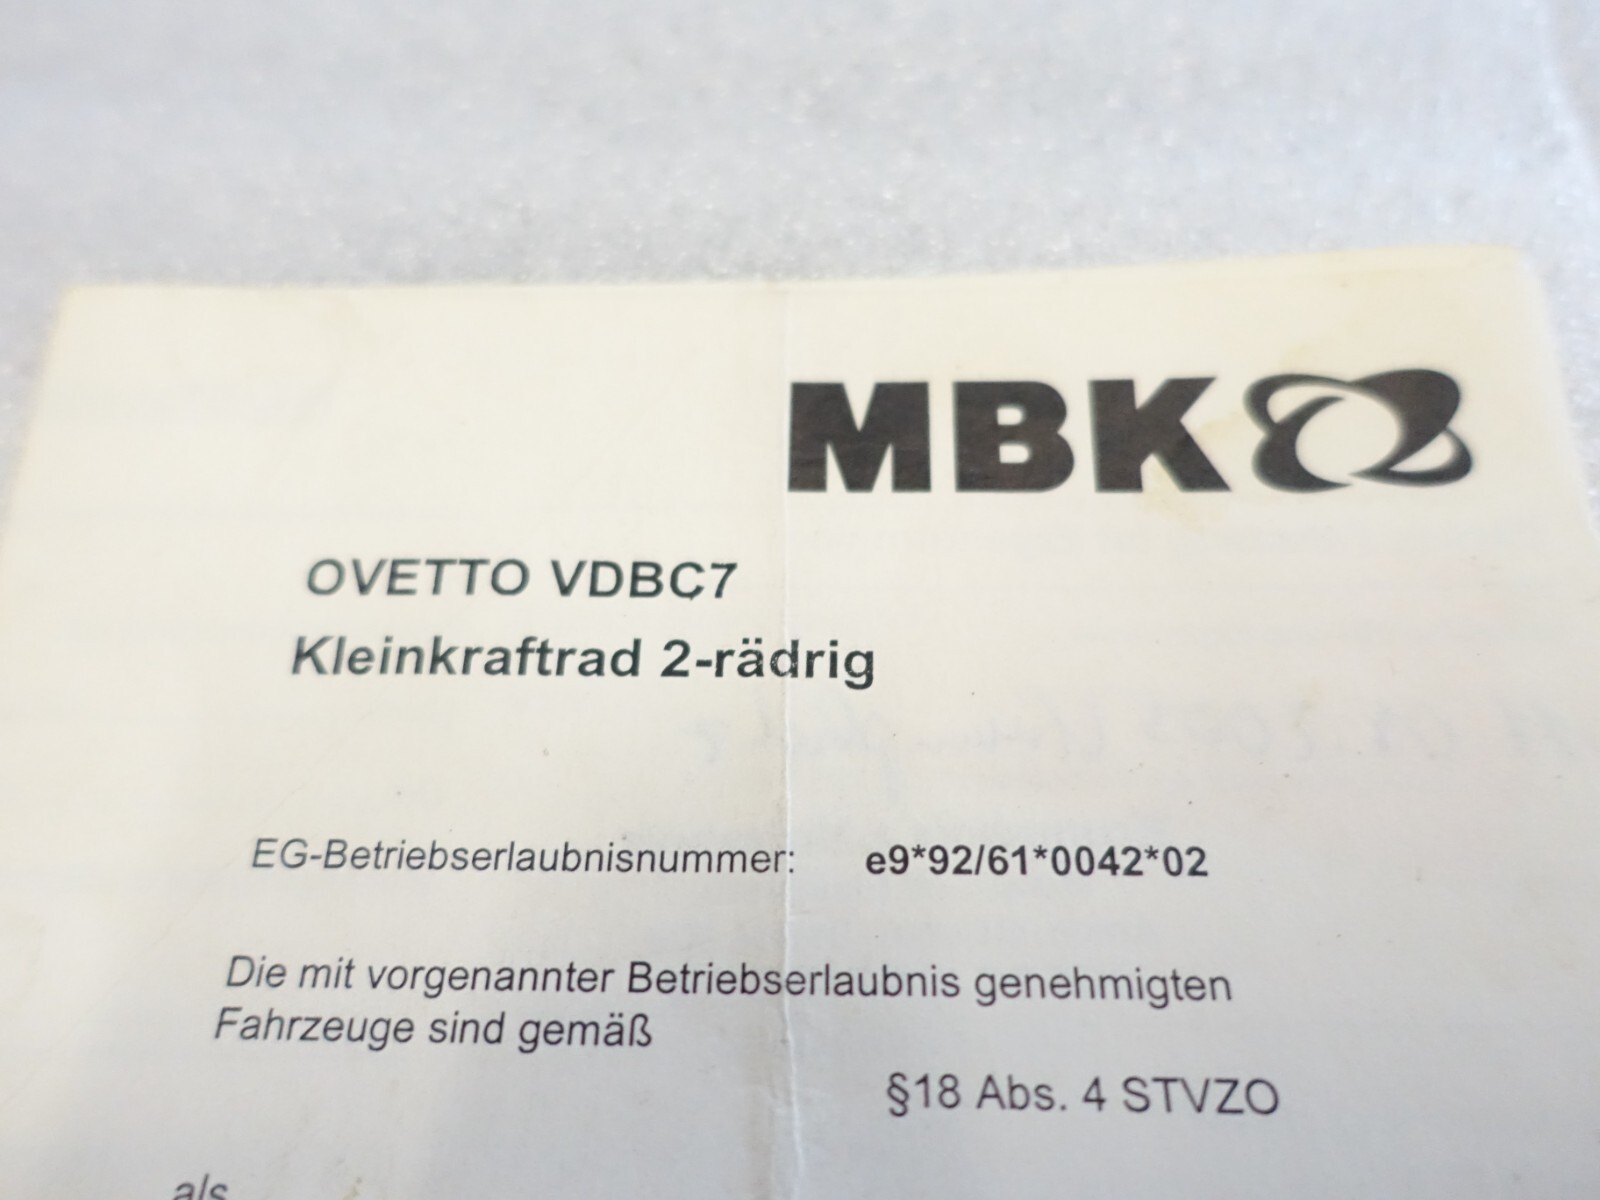 MBK
OVETTO VDBC7
Kleinkraftrad 2-rädrig
EG-Betriebserlaubnisnummer: e9*92/61*0042*02
Die mit vorgenannter Betriebserlaubnis genehmigten
Fahrzeuge sind gemäß
§18 Abs. 4 STVZO
als